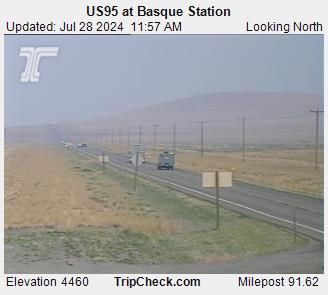 US95 at Basque Station
Updated: Jul 28 2024 11:57 AM Looking North
Elevation 4460 TripCheck.com Milepost 91.62